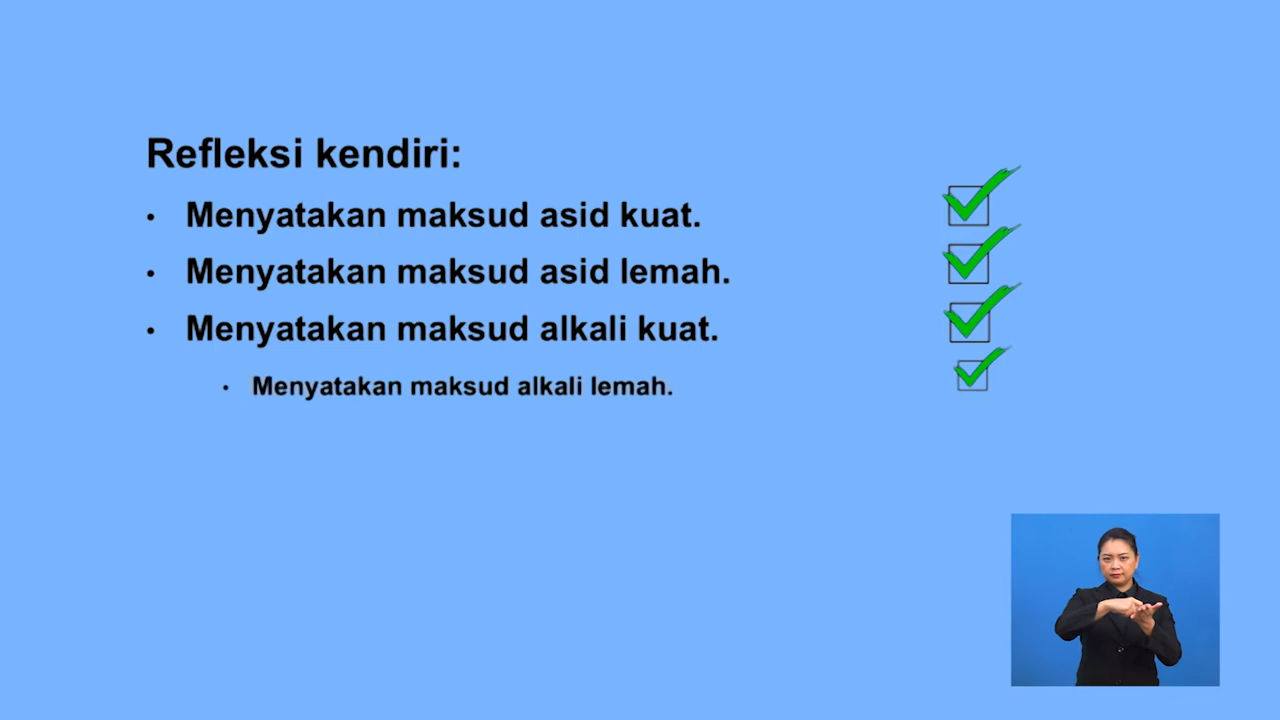 Refleksi kendiri:
• Menyatakan maksud asid kuat.
• Menyatakan maksud asid lemah.
• Menyatakan maksud alkali kuat.
• Menyatakan maksud alkali lemah.